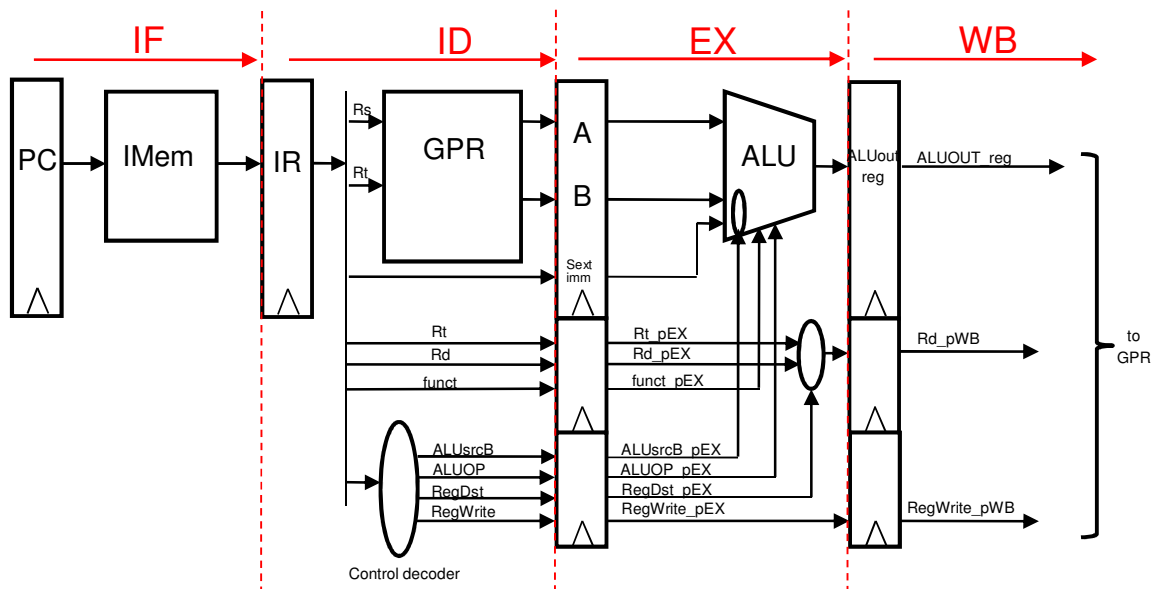 IF
ID
EX
WB
PC
IMem
IR
Rs
Rt
GPR
A
B
Sext
imm
ALU
ALUout
reg
ALUOUT_reg
Rt
Rd
funct
Rt_pEX
Rd_pEX
funct_pEX
Rd_pWB
to
GPR
ALUsrcB
ALUOP
RegDst
RegWrite
ALUsrcB_pEX
ALUOP_pEX
RegDst_pEX
RegWrite_pEX
RegWrite_pWB
Control decoder